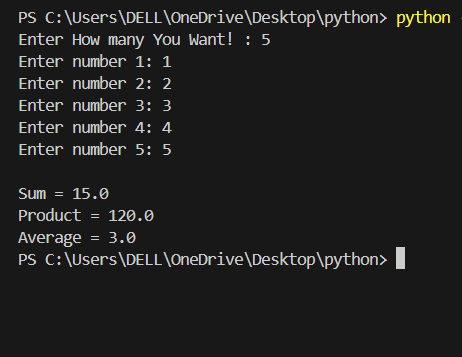 PS C:\Users\DELL\OneDrive\Desktop\python> python
Enter How many You Want! : 5
Enter number 1: 1
Enter number 2: 2
Enter number 3: 3
Enter number 4: 4
Enter number 5: 5
Sum = 15.0
Product = 120.0
Average = 3.0
PS C:\Users\DELL\OneDrive\Desktop\python>